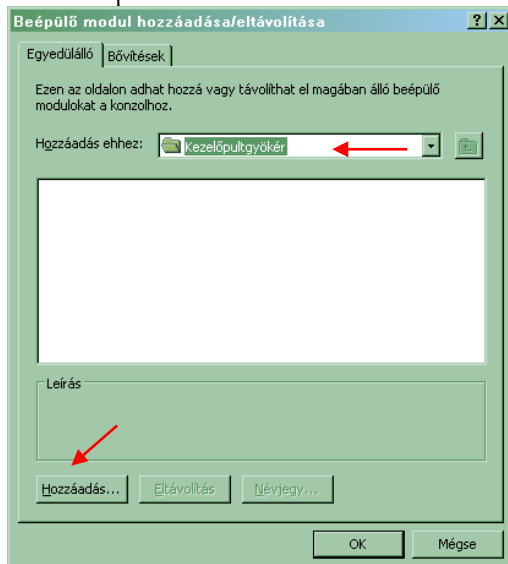 Beépülő modul hozzáadása/eltávolítása
Egyedülálló Bővítések
Ezen az oldalon adhat hozzá vagy távolíthat el magában álló beépülő
modulokat a konzolhoz.
Hozzáadás ehhez: Kezelőpultgyökér
Leírás
Hozzáadás... Eltávolítás Névjegy...
OK Mégse